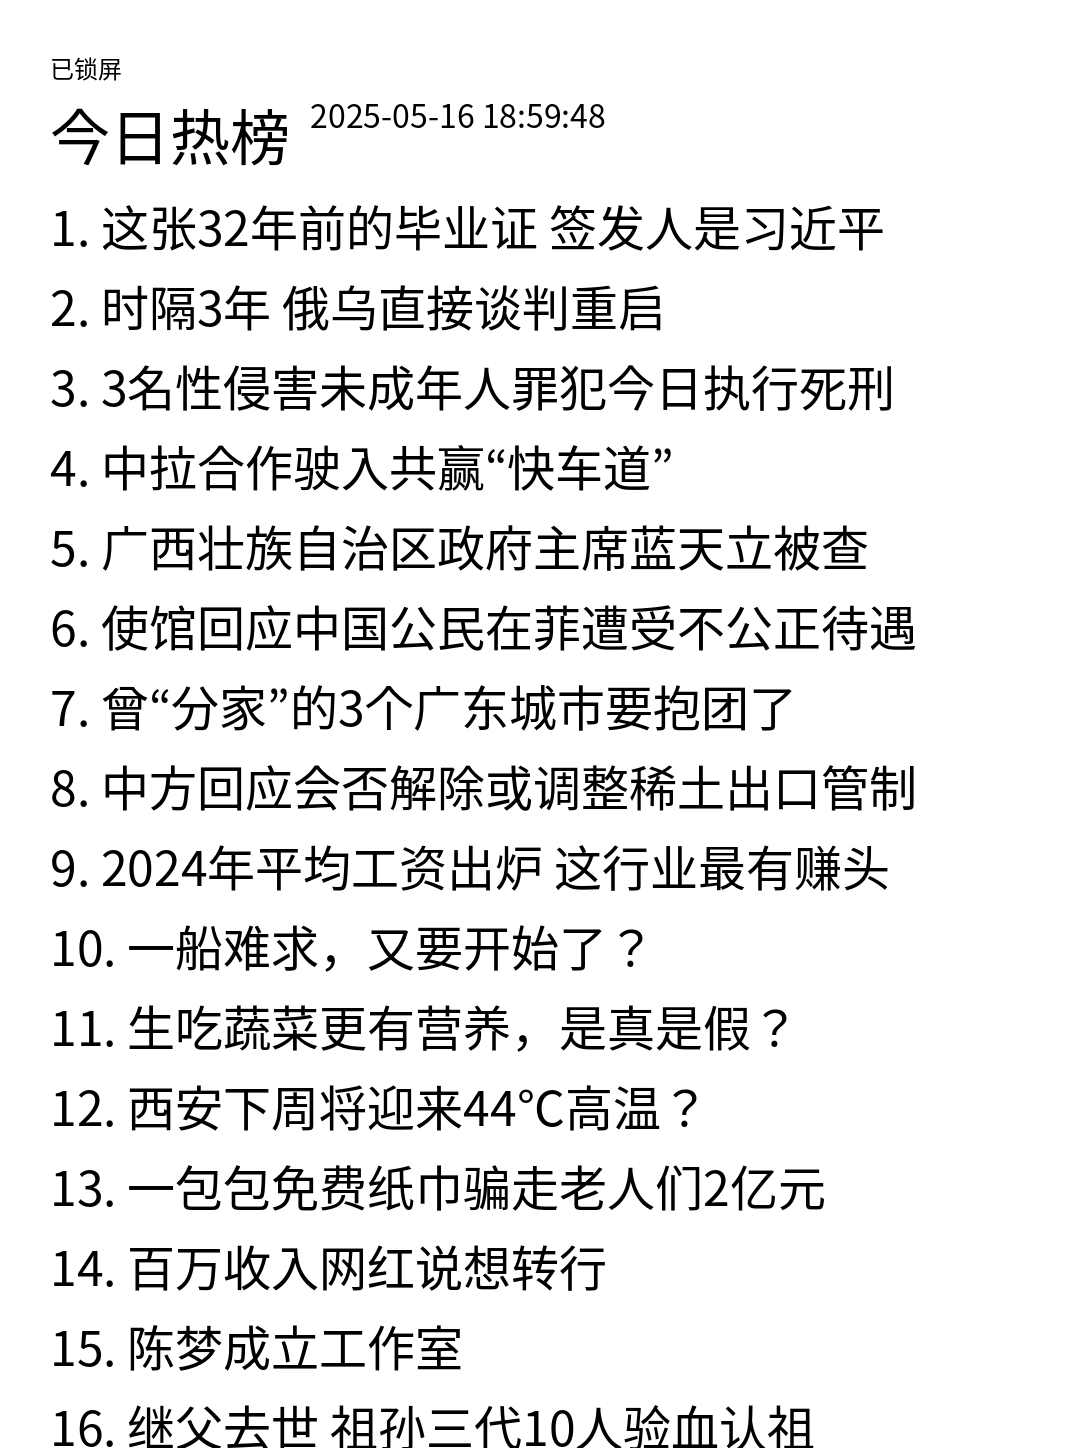 已锁屏
今日热榜 2025-05-16 18:59:48
1. 这张32年前的毕业证 签发人是习近平
2. 时隔3年 俄乌直接谈判重启
3. 3名性侵害未成年人罪犯今日执行死刑
4. 中拉合作驶入共赢“快车道”
5. 广西壮族自治区政府主席蓝天立被查
6. 使馆回应中国公民在菲遭受不公正待遇
7. 曾“分家”的3个广东城市要抱团了
8. 中方回应会否解除或调整稀土出口管制
9. 2024年平均工资出炉 这行业最有赚头
10. 一船难求，又要开始了？
11. 生吃蔬菜更有营养，是真是假？
12. 西安下周将迎来44℃高温？
13. 一包包免费纸巾骗走老人们2亿元
14. 百万收入网红说想转行
15. 陈梦成立工作室
16. 继父去世 祖孙三代10人验血认祖